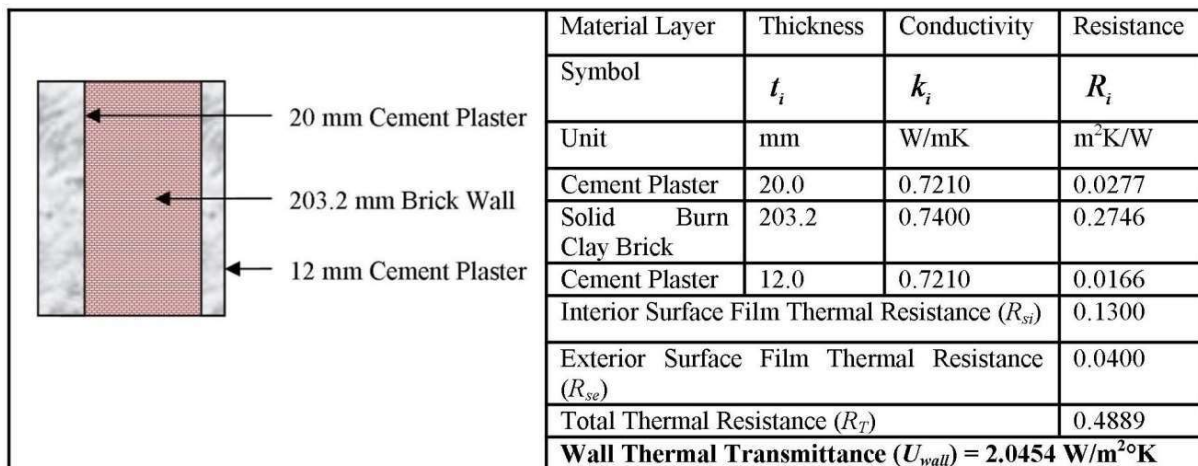 20 mm Cement Plaster
203.2 mm Brick Wall
12 mm Cement Plaster
Material Layer Thickness Conductivity Resistance
Symbol tᵢ kᵢ Rᵢ
Unit mm W/mK m²K/W
Cement Plaster 20.0 0.7210 0.0277
Solid Burn 203.2 0.7400 0.2746
Clay Brick
Cement Plaster 12.0 0.7210 0.0166
Interior Surface Film Thermal Resistance (Rsi) 0.1300
Exterior Surface Film Thermal Resistance 0.0400
(Rse)
Total Thermal Resistance (RT) 0.4889
Wall Thermal Transmittance (Uwall) = 2.0454 W/m²°K